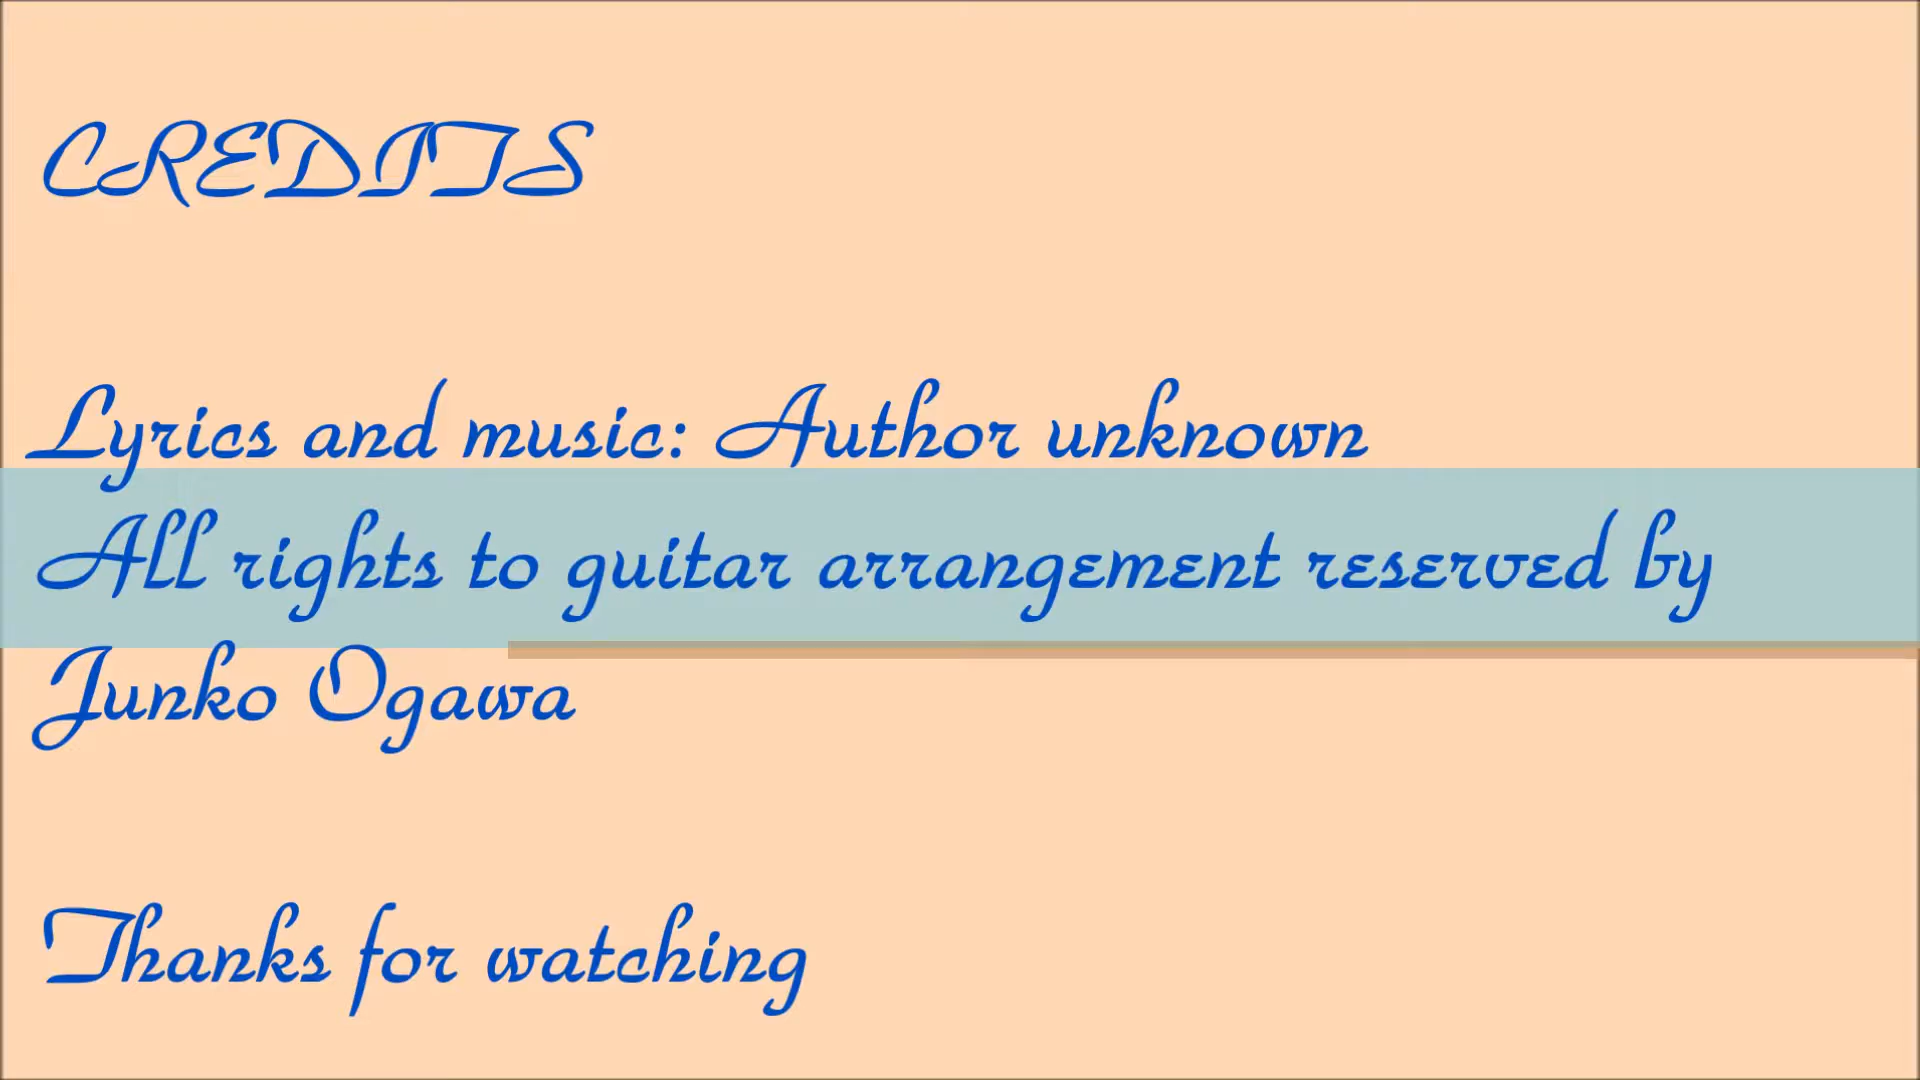 CREDITS
Lyrics and music: Author unknown
All rights to guitar arrangement reserved by
Junko Ogawa
Thanks for watching